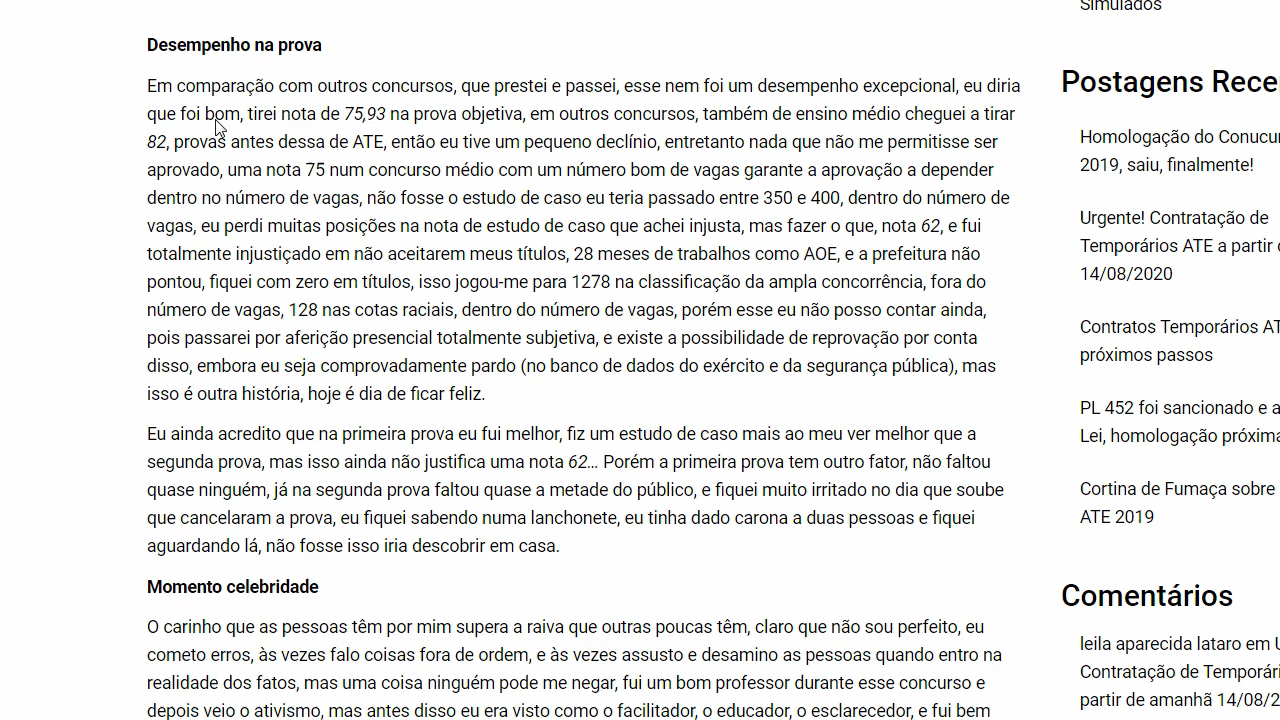 Desempenho na prova
Em comparação com outros concursos, que prestei e passei, esse nem foi um desempenho excepcional, eu diria
que foi bom, tirei nota de 75,93 na prova objetiva, em outros concursos, também de ensino médio cheguei a tirar
82, provas antes dessa de ATE, então eu tive um pequeno declínio, entretanto nada que não me permitisse ser
aprovado, uma nota 75 num concurso médio com um número bom de vagas garante a aprovação a depender
dentro no número de vagas, não fosse o estudo de caso eu teria passado entre 350 e 400, dentro do número de
vagas, eu perdi muitas posições na nota de estudo de caso que achei injusta, mas fazer o que, nota 62, e fui
totalmente injustiçado em não aceitarem meus títulos, 28 meses de trabalhos como AOE, e a prefeitura não
pontou, fiquei com zero em títulos, isso jogou-me para 1278 na classificação da ampla concorrência, fora do
número de vagas, 128 nas cotas raciais, dentro do número de vagas, porém esse eu não posso contar ainda,
pois passarei por aferição presencial totalmente subjetiva, e existe a possibilidade de reprovação por conta
disso, embora eu seja comprovadamente pardo (no banco de dados do exército e da segurança pública), mas
isso é outra história, hoje é dia de ficar feliz.
Eu ainda acredito que na primeira prova eu fui melhor, fiz um estudo de caso mais ao meu ver melhor que a
segunda prova, mas isso ainda não justifica uma nota 62... Porém a primeira prova tem outro fator, não faltou
quase ninguém, já na segunda prova faltou quase a metade do público, e fiquei muito irritado no dia que soube
que cancelaram a prova, eu fiquei sabendo numa lanchonete, eu tinha dado carona a duas pessoas e fiquei
aguardando lá, não fosse isso iria descobrir em casa.
Momento celebridade
O carinho que as pessoas têm por mim supera a raiva que outras poucas têm, claro que não sou perfeito, eu
cometo erros, às vezes falo coisas fora de ordem, e às vezes assusto e desamino as pessoas quando entro na
realidade dos fatos, mas uma coisa ninguém pode me negar, fui um bom professor durante esse concurso e
depois veio o ativismo, mas antes disso eu era visto como o facilitador, o educador, o esclarecedor, e fui bem
Simulados
Postagens Rece
Homologação do Conucur
2019, saiu, finalmente!
Urgente! Contratação de
Temporários ATE a partir
14/08/2020
Contratos Temporários AT
próximos passos
PL 452 foi sancionado e a
Lei, homologação próxima
Cortina de Fumaça sobre
ATE 2019
Comentários
leila aparecida lataro em U
Contratação de Temporári
partir de amanhã 14/08/2